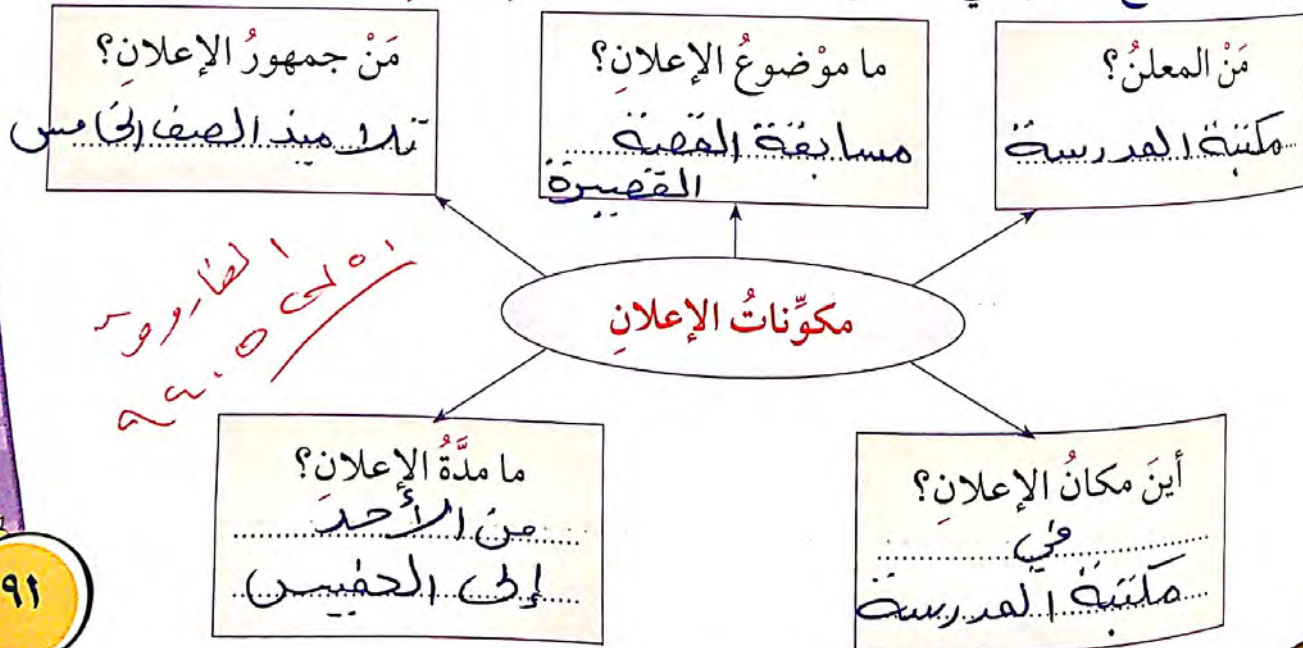 مَنْ المعلنُ؟
مكتبة المدرسة
ما موْضوعُ الإعلانِ؟
مسابقة القصة
القصيرة
مَنْ جمهورُ الإعلانِ؟
تلاميذ الصف الخامس
مكوِّناتُ الإعلانِ
أينَ مكانُ الإعلانِ؟
في
مكتبة المدرسة
ما مدَّةُ الإعلانِ؟
من الأحد
إلى الخميس
٩١